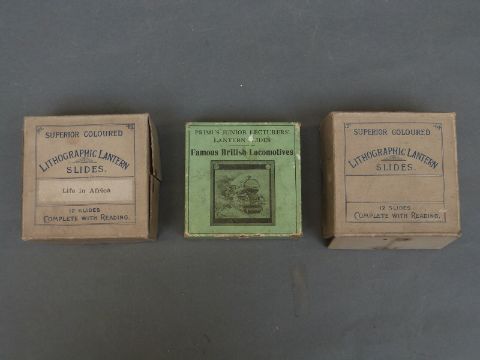 SUPERIOR COLOURED
LITHOGRAPHIC LANTERN
SLIDES.
Life in Africa
12 SLIDES
COMPLETE WITH READING.
PRIMUS JUNIOR LECTURERS'
LANTERN SLIDES
Famous British Locomotives
SUPERIOR COLOURED
LITHOGRAPHIC LANTERN
SLIDES.
12 SLIDES
COMPLETE WITH READING.